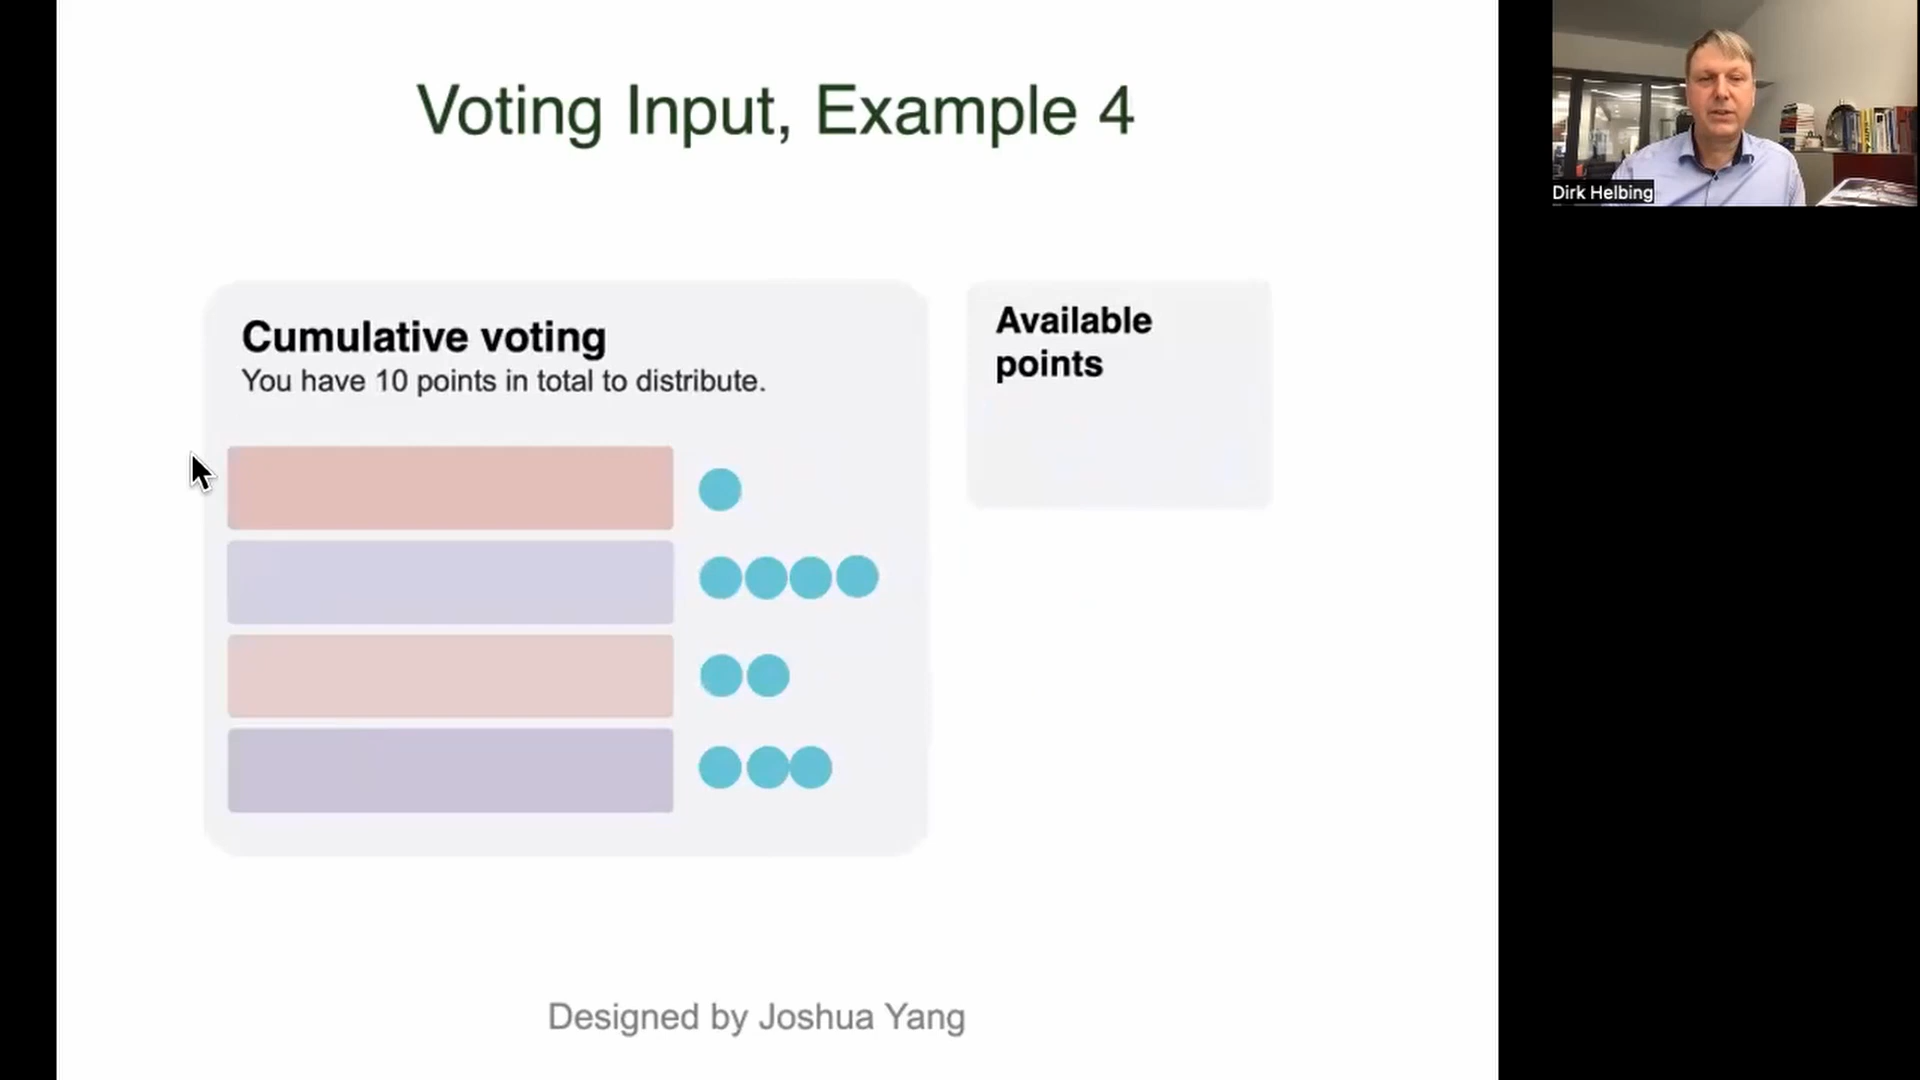 Voting Input, Example 4
Cumulative voting
You have 10 points in total to distribute.
Available
points
Designed by Joshua Yang
Dirk Helbing